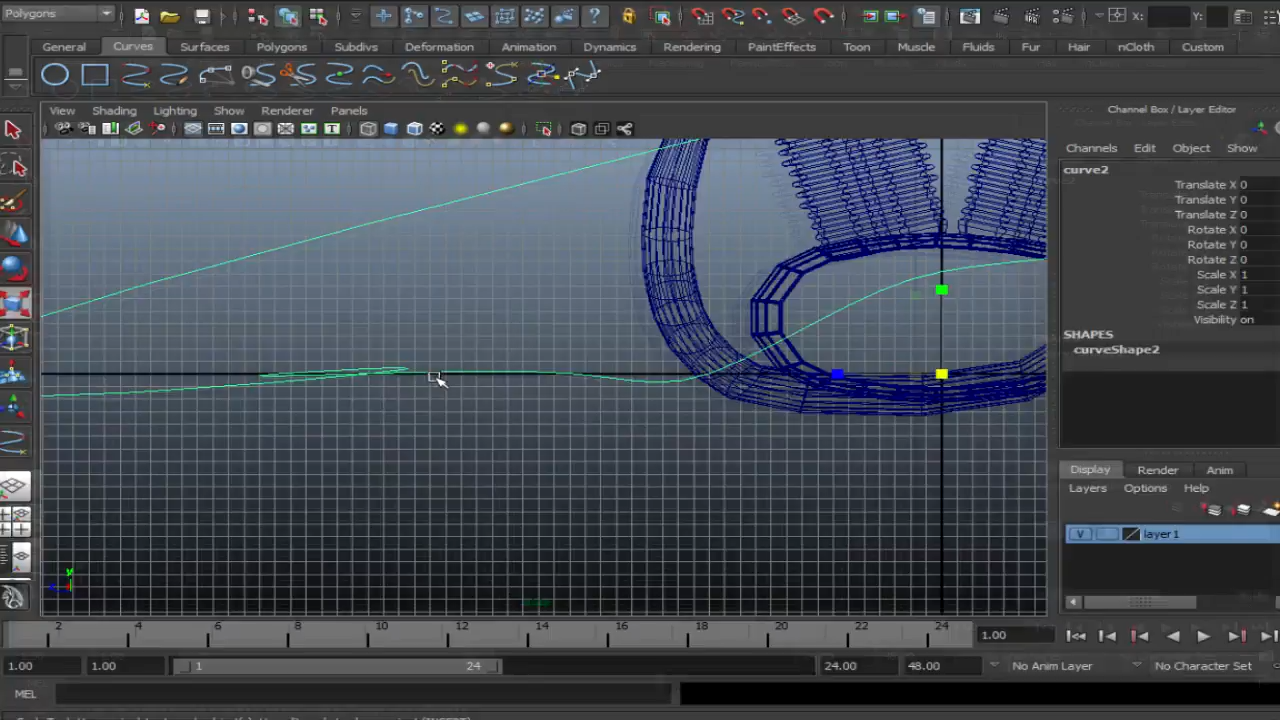 Polygons
X:
Y:
General Curves Surfaces Polygons Subdivs Deformation Animation Dynamics Rendering PaintEffects Toon Muscle Fluids Fur Hair nCloth Custom
View Shading Lighting Show Renderer Panels
Channel Box / Layer Editor
Channels Edit Object Show
curve2
Translate X 0
Translate Y 0
Translate Z 0
Rotate X 0
Rotate Y 0
Rotate Z 0
Scale X 1
Scale Y 1
Scale Z 1
Visibility on
SHAPES
curveShape2
Display Render Anim
Layers Options Help
V layer1
y
2 4 6 8 10 12 14 16 18 20 22 24
1.00
1.00 1.00 1 24 24.00 48.00 No Anim Layer No Character Set
MEL